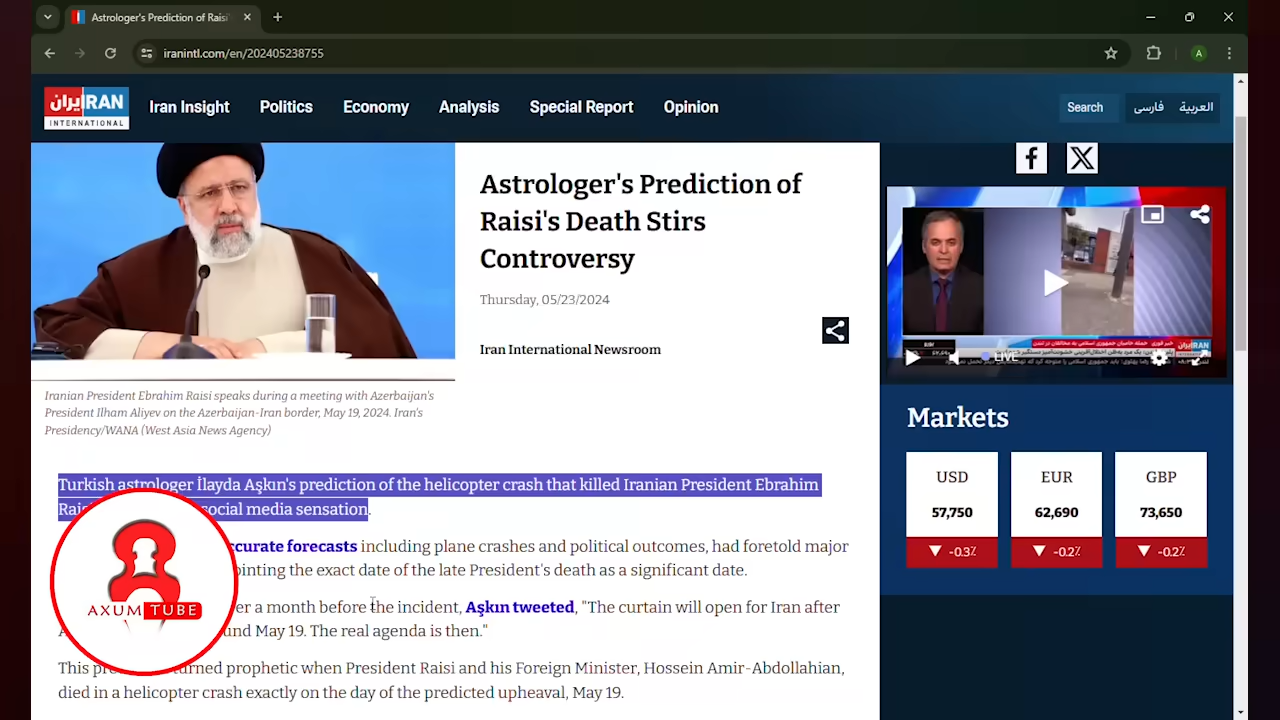 Astrologer's Prediction of Raisi'
iranintl.com/en/202405238755
A
ایران IRAN
INTERNATIONAL
Iran Insight
Politics
Economy
Analysis
Special Report
Opinion
Search
فارسی
العربية
Astrologer's Prediction of
Raisi's Death Stirs
Controversy
Thursday, 05/23/2024
Iran International Newsroom
Iranian President Ebrahim Raisi speaks during a meeting with Azerbaijan's
President Ilham Aliyev on the Azerbaijan-Iran border, May 19, 2024. Iran's
Presidency/WANA (West Asia News Agency)
Turkish astrologer İlayda Aşkın's prediction of the helicopter crash that killed Iranian President Ebrahim
social media sensation.
forecasts including plane crashes and political outcomes, had foretold major
the exact date of the late President's death as a significant date.
a month before the incident, Aşkın tweeted, "The curtain will open for Iran after
May 19. The real agenda is then."
This turned prophetic when President Raisi and his Foreign Minister, Hossein Amir-Abdollahian,
died in a helicopter crash exactly on the day of the predicted upheaval, May 19.
AXUM TUBE
LIVE
Markets
USD
57,750
-0.3%
EUR
62,690
-0.2%
GBP
73,650
-0.2%